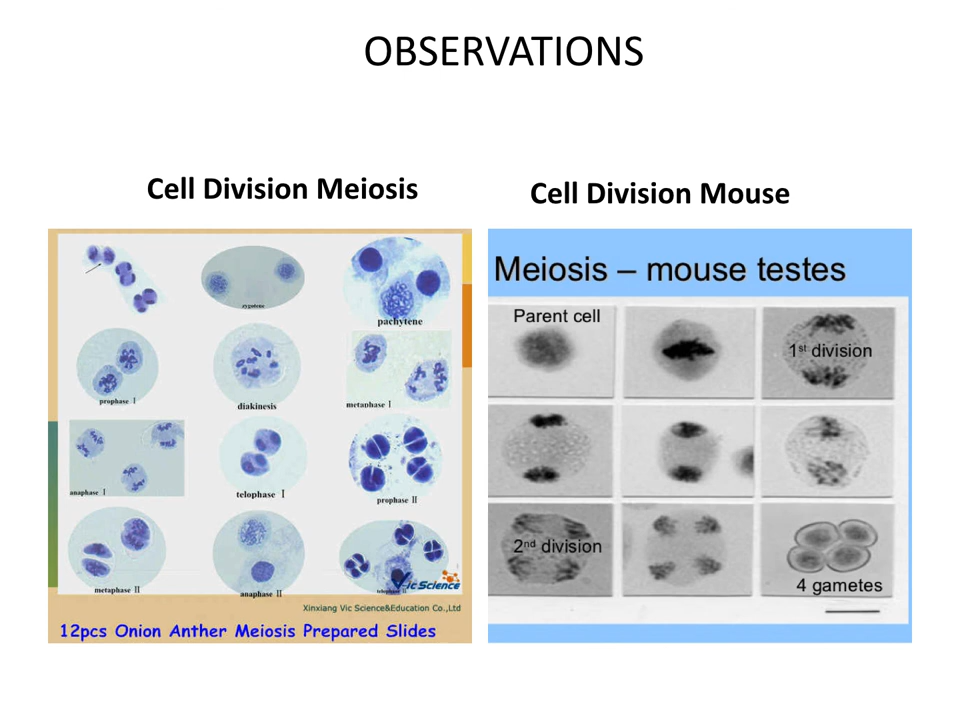 OBSERVATIONS
Cell Division Meiosis
Cell Division Mouse
zygotene
pachytene
prophase Ⅰ
diakinesis
metaphase Ⅰ
anaphase Ⅰ
telophase Ⅰ
prophase Ⅱ
metaphase Ⅱ
anaphase Ⅱ
Vic Science
Xinxiang Vic Science&Education Co.,Ltd
12pcs Onion Anther Meiosis Prepared Slides
Meiosis – mouse testes
Parent cell
1st division
2nd division
4 gametes